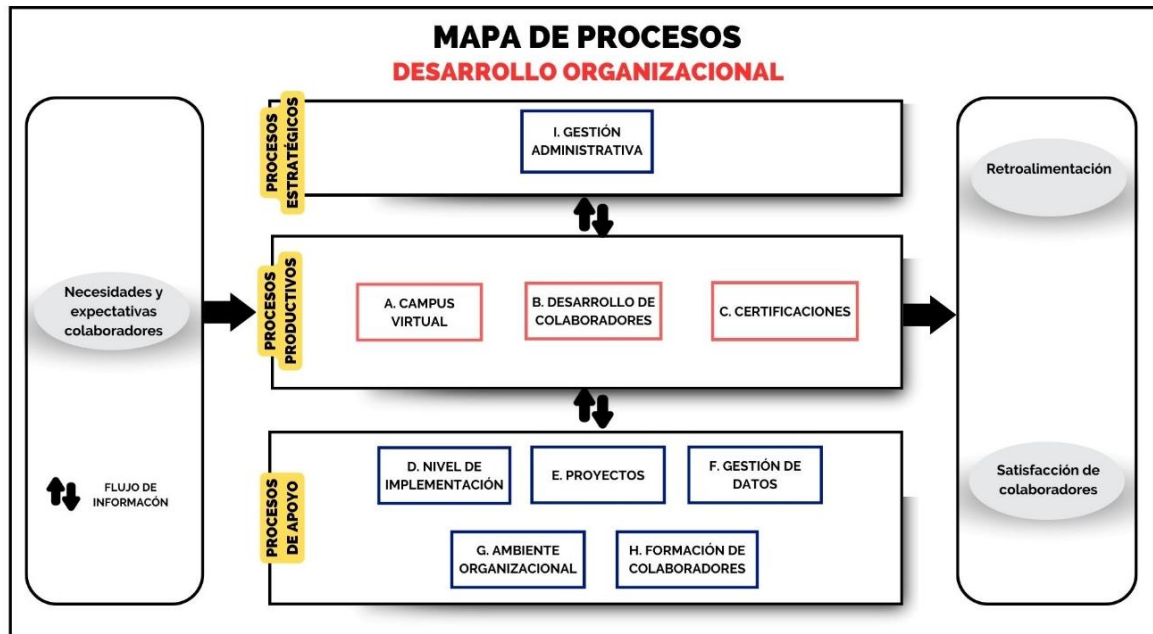 MAPA DE PROCESOS
DESARROLLO ORGANIZACIONAL
Necesidades y
expectativas
colaboradores
FLUJO DE
INFORMACÓN
PROCESOS
ESTRATÉGICOS
I. GESTIÓN
ADMINISTRATIVA
PROCESOS
PRODUCTIVOS
A. CAMPUS
VIRTUAL
B. DESARROLLO DE
COLABORADORES
C. CERTIFICACIONES
PROCESOS
DE APOYO
D. NIVEL DE
IMPLEMENTACIÓN
E. PROYECTOS
F. GESTIÓN DE
DATOS
G. AMBIENTE
ORGANIZACIONAL
H. FORMACIÓN DE
COLABORADORES
Retroalimentación
Satisfacción de
colaboradores